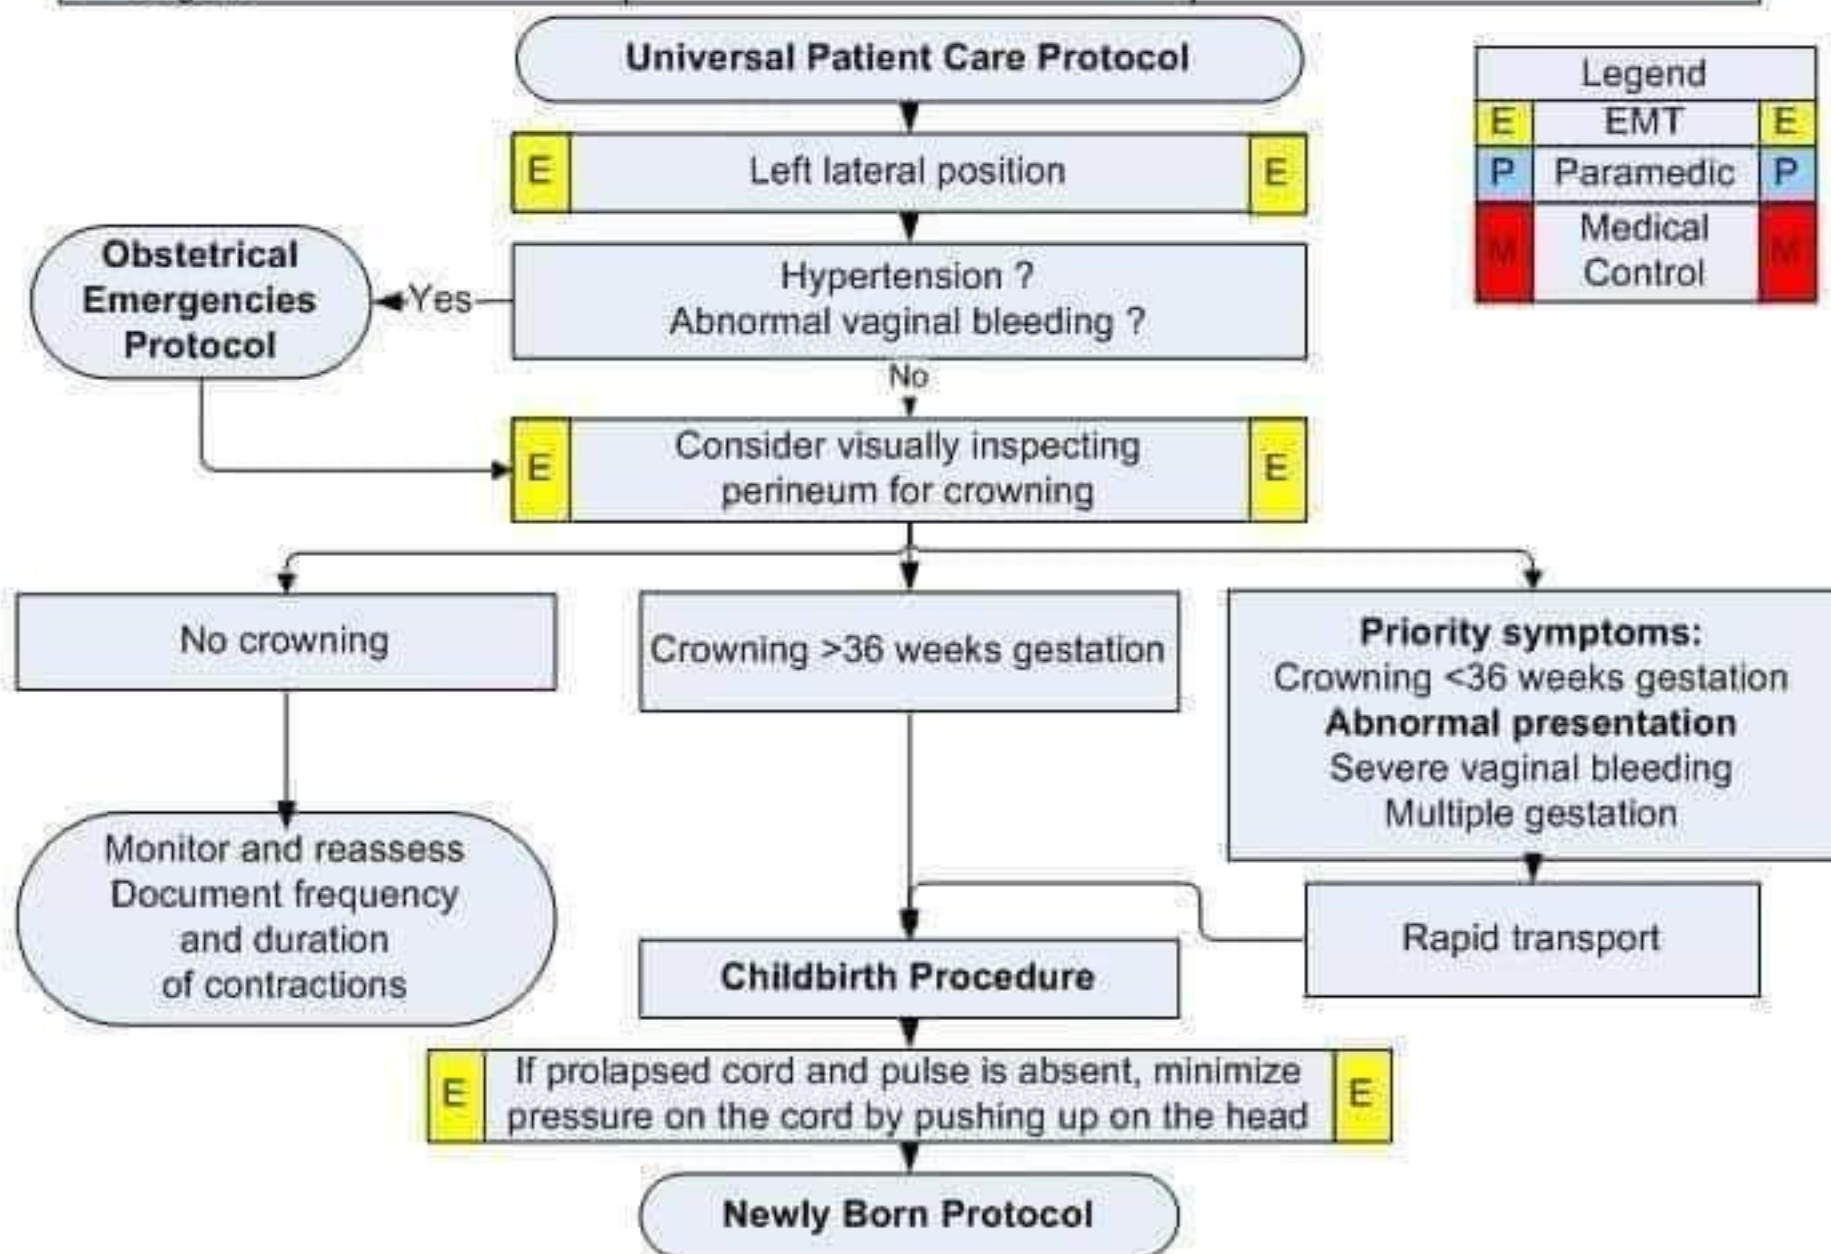 Universal Patient Care Protocol
Legend
E EMT E
P Paramedic P
M Medical Control M
E Left lateral position E
Hypertension ?
Abnormal vaginal bleeding ?
Yes
Obstetrical
Emergencies
Protocol
No
E Consider visually inspecting E
perineum for crowning
No crowning
Crowning >36 weeks gestation
Priority symptoms:
Crowning <36 weeks gestation
Abnormal presentation
Severe vaginal bleeding
Multiple gestation
Monitor and reassess
Document frequency
and duration
of contractions
Rapid transport
Childbirth Procedure
E If prolapsed cord and pulse is absent, minimize E
pressure on the cord by pushing up on the head
Newly Born Protocol